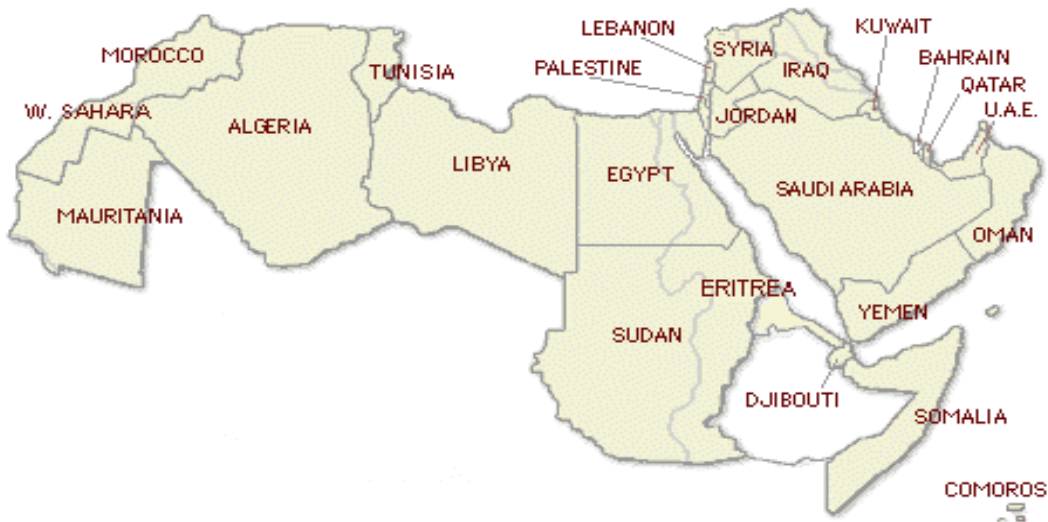 LEBANON
KUWAIT
MOROCCO
SYRIA
BAHRAIN
PALESTINE
TUNISIA
IRAQ
QATAR
W. SAHARA
JORDAN
U.A.E.
ALGERIA
LIBYA
EGYPT
SAUDI ARABIA
MAURITANIA
OMAN
ERITREA
YEMEN
SUDAN
DJIBOUTI
SOMALIA
COMOROS